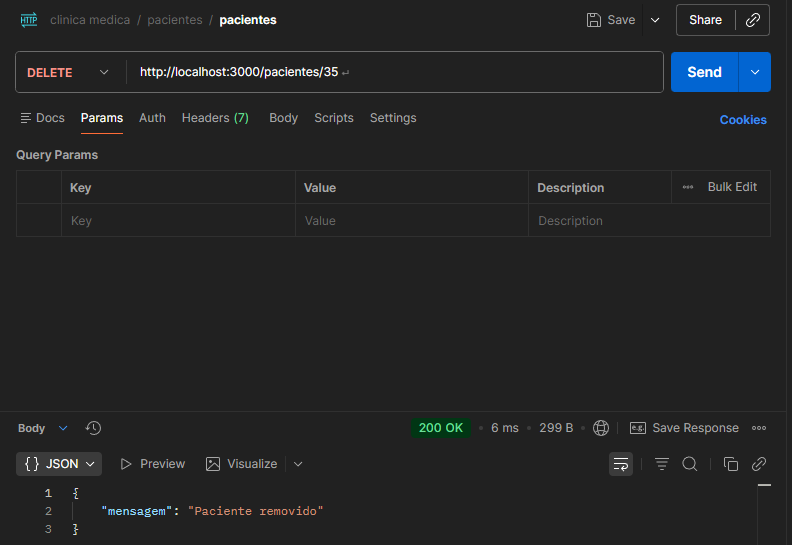 HTTP clinica medica / pacientes / pacientes Save Share
DELETE http://localhost:3000/pacientes/35 ↵ Send
Docs Params Auth Headers (7) Body Scripts Settings Cookies
Query Params
Key Value Description ••• Bulk Edit
Key Value Description
Body 200 OK • 6 ms • 299 B • e.g. Save Response •••
{} JSON Preview Visualize
1 {
2 "mensagem": "Paciente removido"
3 }